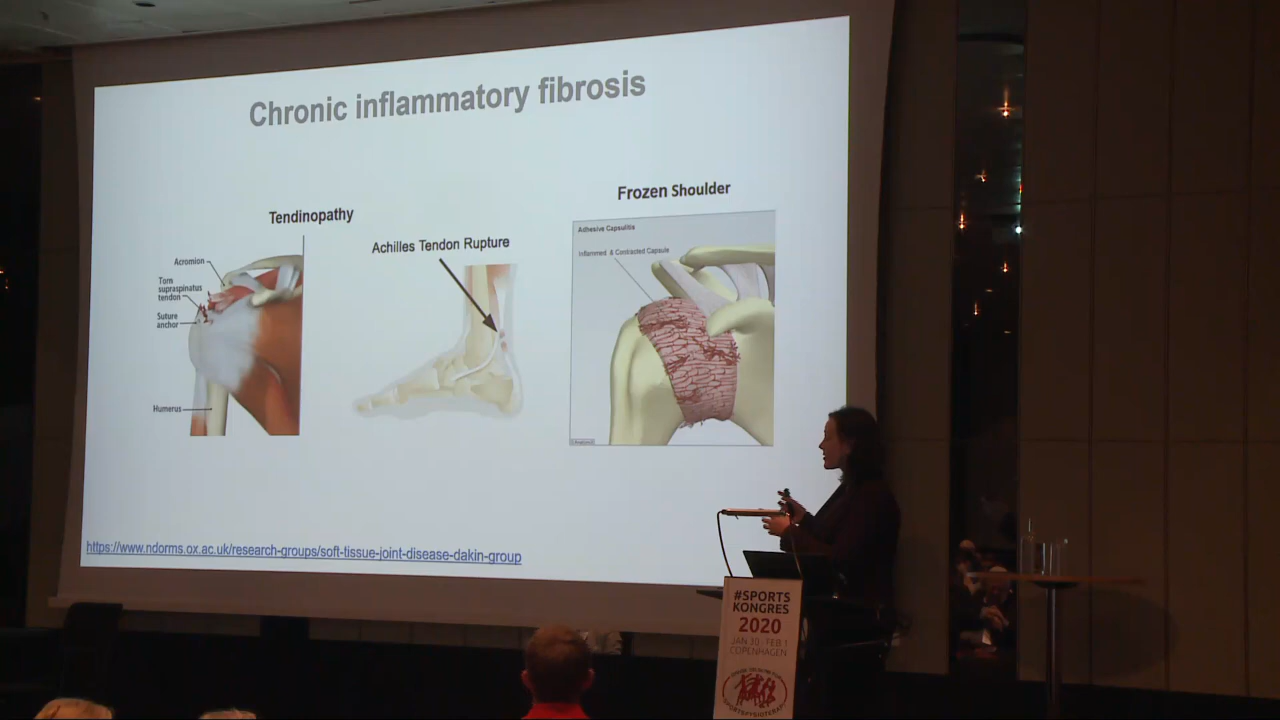 Chronic inflammatory fibrosis
Tendinopathy
Acromion
Torn
supraspinatus
tendon
Suture
anchor
Humerus
Achilles Tendon Rupture
Frozen Shoulder
Adhesive Capsulitis
Inflammed & Contracted Capsule
https://www.ndorms.ox.ac.uk/research-groups/soft-tissue-joint-disease-dakin-group
#SPORTS
KONGRES
2020
JAN 30 - FEB 1
COPENHAGEN